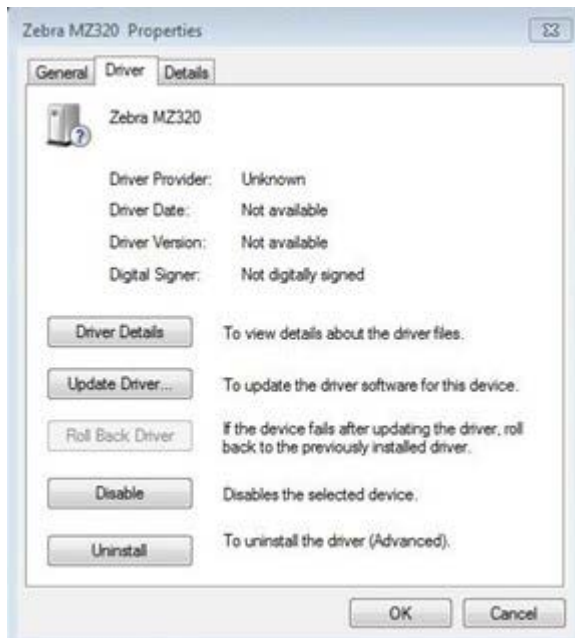 Zebra MZ320 Properties
General Driver Details
Zebra MZ320
Driver Provider: Unknown
Driver Date: Not available
Driver Version: Not available
Digital Signer: Not digitally signed
Driver Details To view details about the driver files.
Update Driver... To update the driver software for this device.
Roll Back Driver If the device fails after updating the driver, roll
back to the previously installed driver.
Disable Disables the selected device.
Uninstall To uninstall the driver (Advanced).
OK Cancel